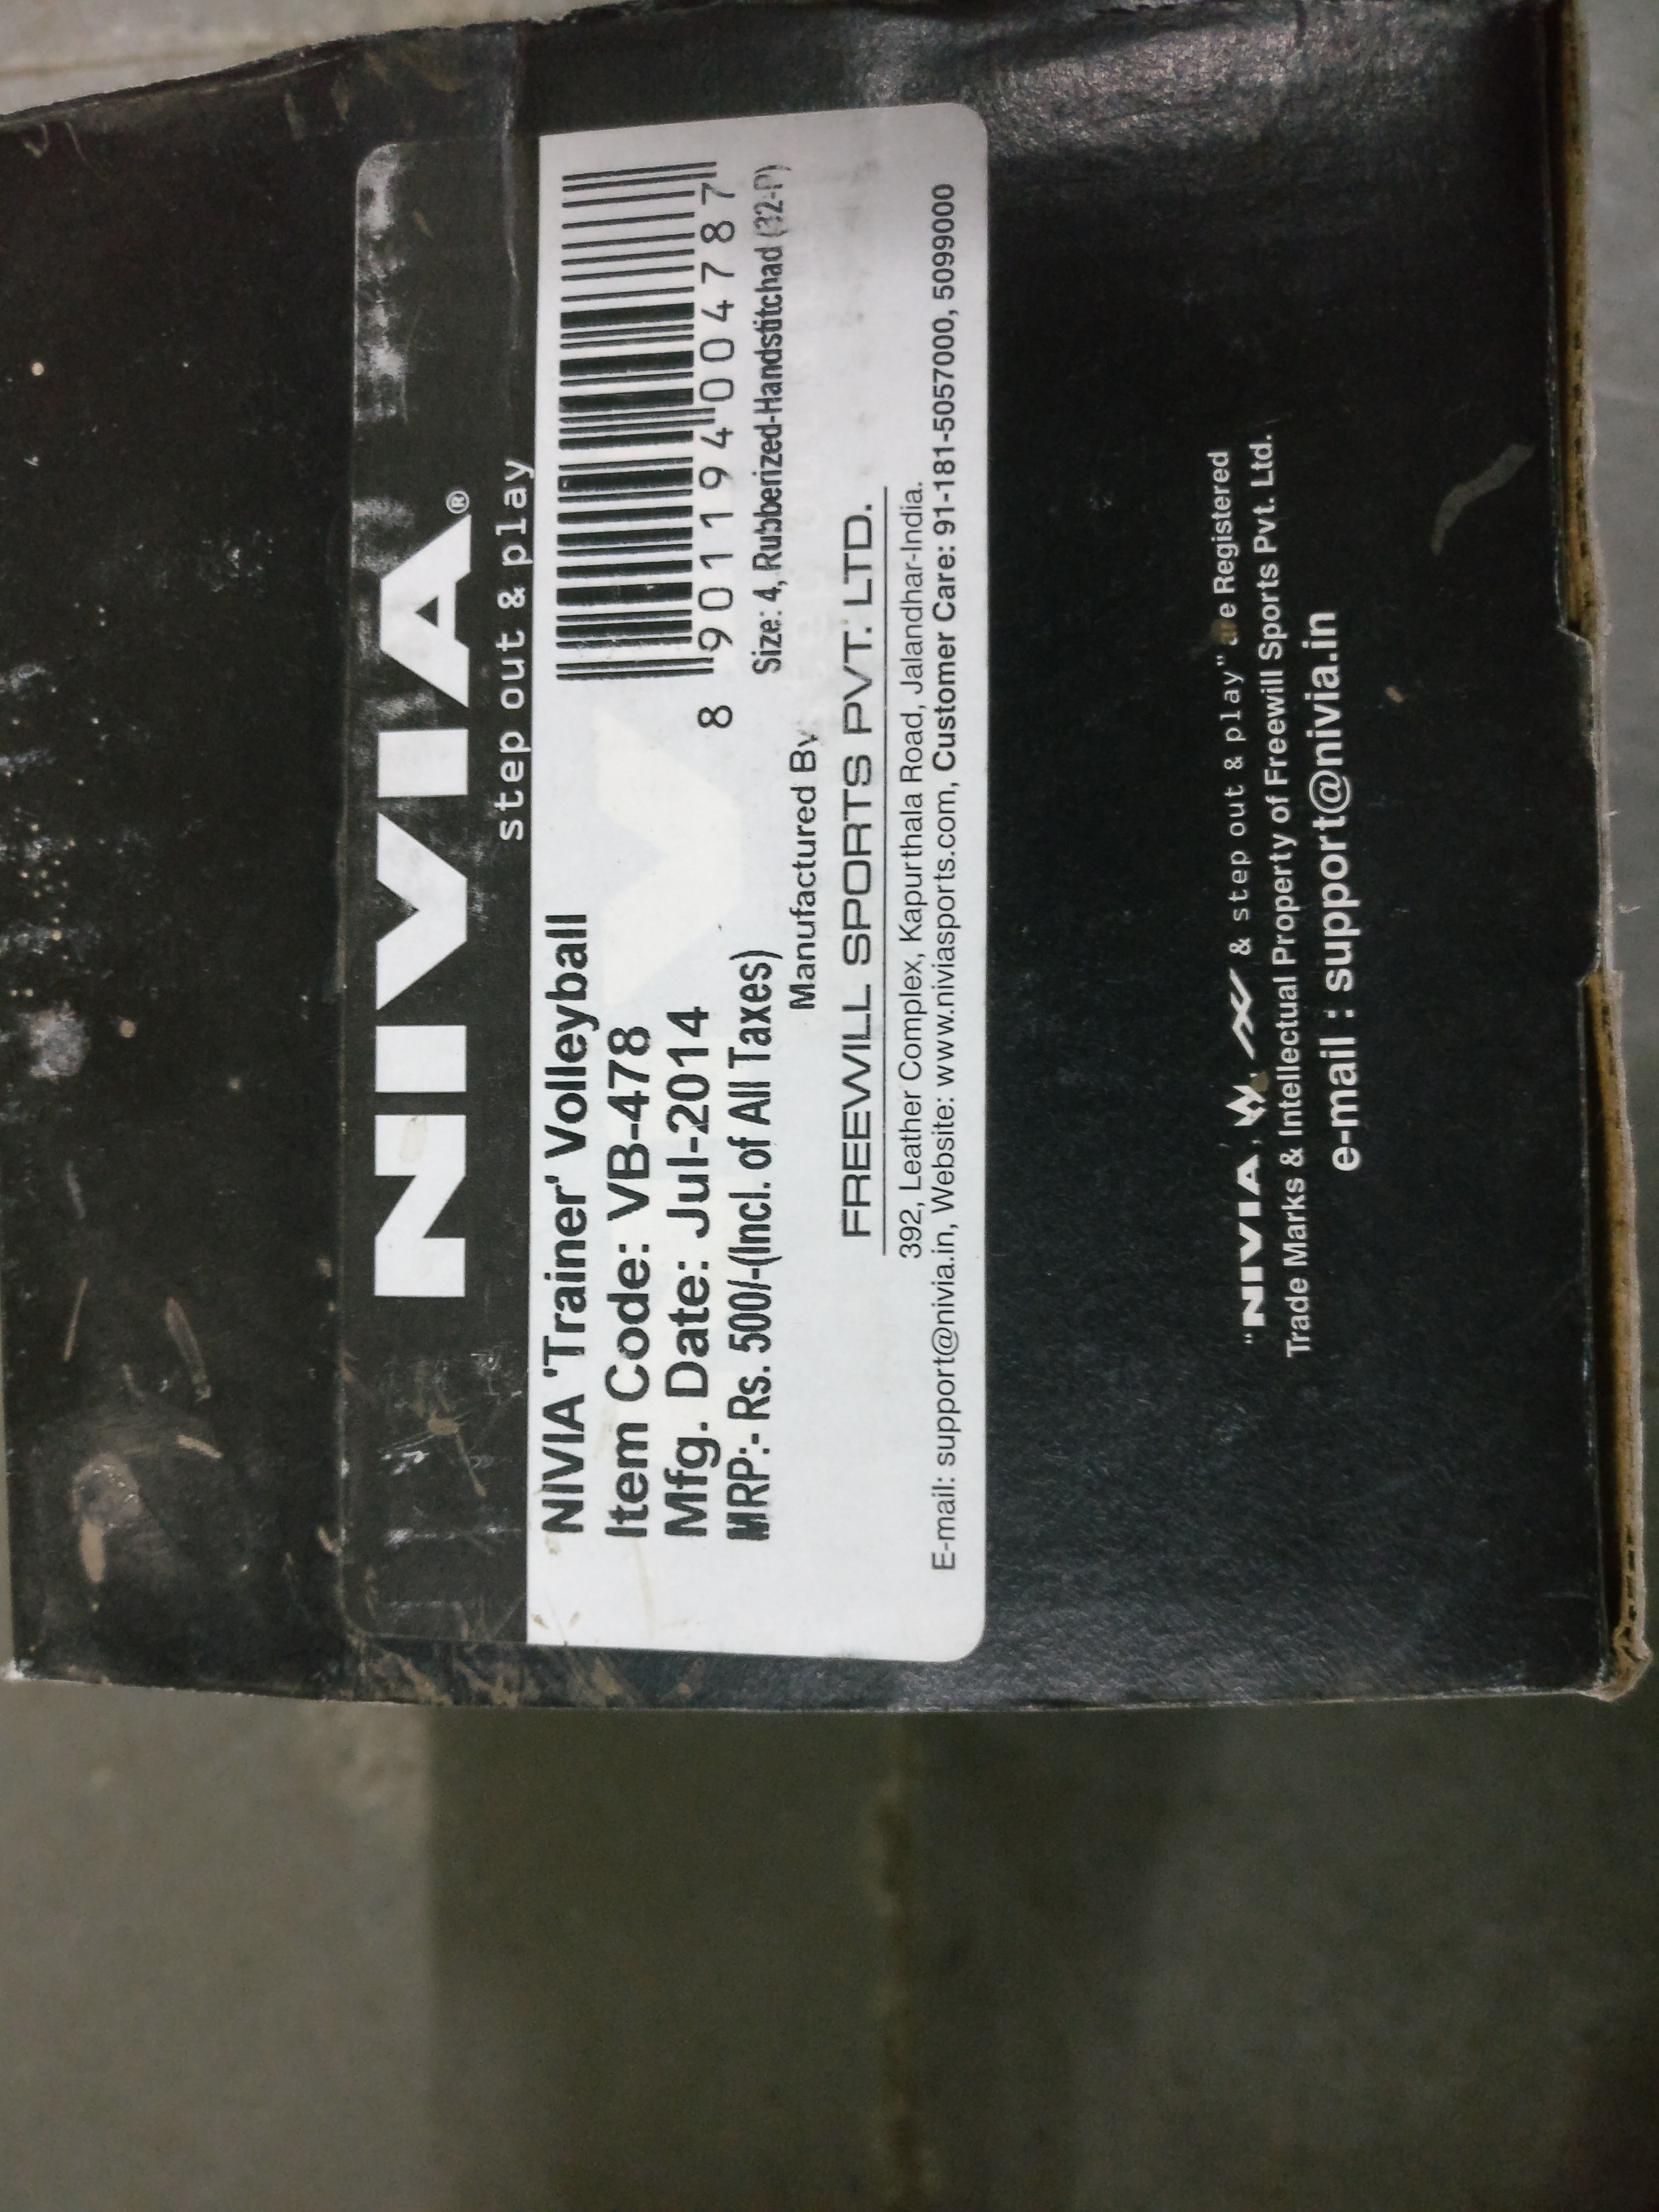 NIVIA®
step out & play
NIVIA 'Trainer' Volleyball
Item Code: VB-478
Mfg. Date: Jul-2014
MRP:- Rs. 500/-(Incl. of All Taxes)
8 901194 004787
Size: 4, Rubberized-Handstitchad (32-P)
Manufactured By
FREEWILL SPORTS PVT. LTD.
392, Leather Complex, Kapurthala Road, Jalandhar-India.
E-mail: support@nivia.in, Website: www.niviasports.com, Customer Care: 91-181-5057000, 5099000
"NIVIA, & step out & play" are Registered
Trade Marks & Intellectual Property of Freewill Sports Pvt. Ltd.
e-mail : support@nivia.in